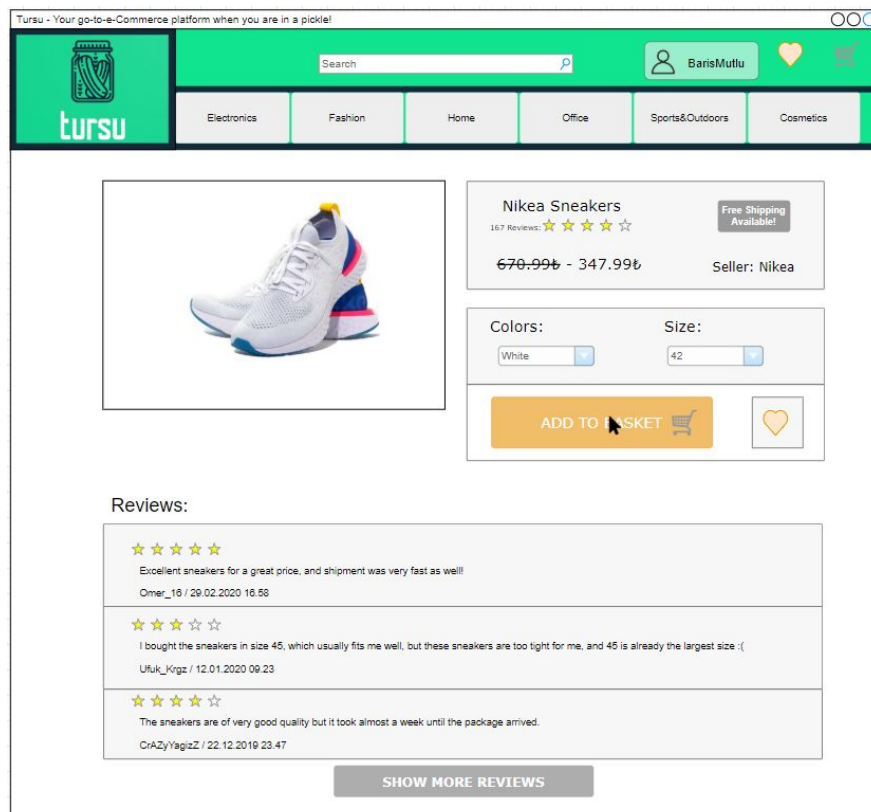 Tursu - Your go-to-e-Commerce platform when you are in a pickle!
Search
BarisMutlu
tursu
Electronics
Fashion
Home
Office
Sports&Outdoors
Cosmetics
Nikea Sneakers
Free Shipping
Available!
167 Reviews:
670.99₺ - 347.99₺
Seller: Nikea
Colors:
Size:
White
42
ADD TO BASKET
Reviews:
Excellent sneakers for a great price, and shipment was very fast as well!
Omer_16 / 29.02.2020 16.58
I bought the sneakers in size 45, which usually fits me well, but these sneakers are too tight for me, and 45 is already the largest size :(
Ufuk_Krgz / 12.01.2020 09.23
The sneakers are of very good quality but it took almost a week until the package arrived.
CrAZyYagizZ / 22.12.2019 23.47
SHOW MORE REVIEWS